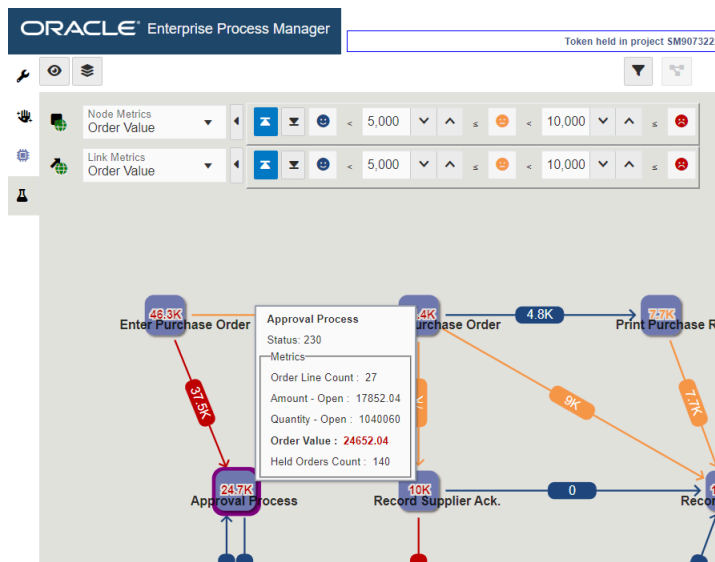 ORACLE Enterprise Process Manager
Token held in project SM907322
Node Metrics
Order Value
< 5,000 ≤ < 10,000 ≤
Link Metrics
Order Value
< 5,000 ≤ < 10,000 ≤
46.3K
Enter Purchase Order
.4K
urchase Order
4.8K
7.7K
Print Purchase R
Approval Process
Status: 230
Metrics
Order Line Count : 27
Amount - Open : 17852.04
Quantity - Open : 1040060
Order Value : 24652.04
Held Orders Count : 140
37.5K
9K
7.7K
24.7K
Approval Process
10K
Record Supplier Ack.
0
1
Recor